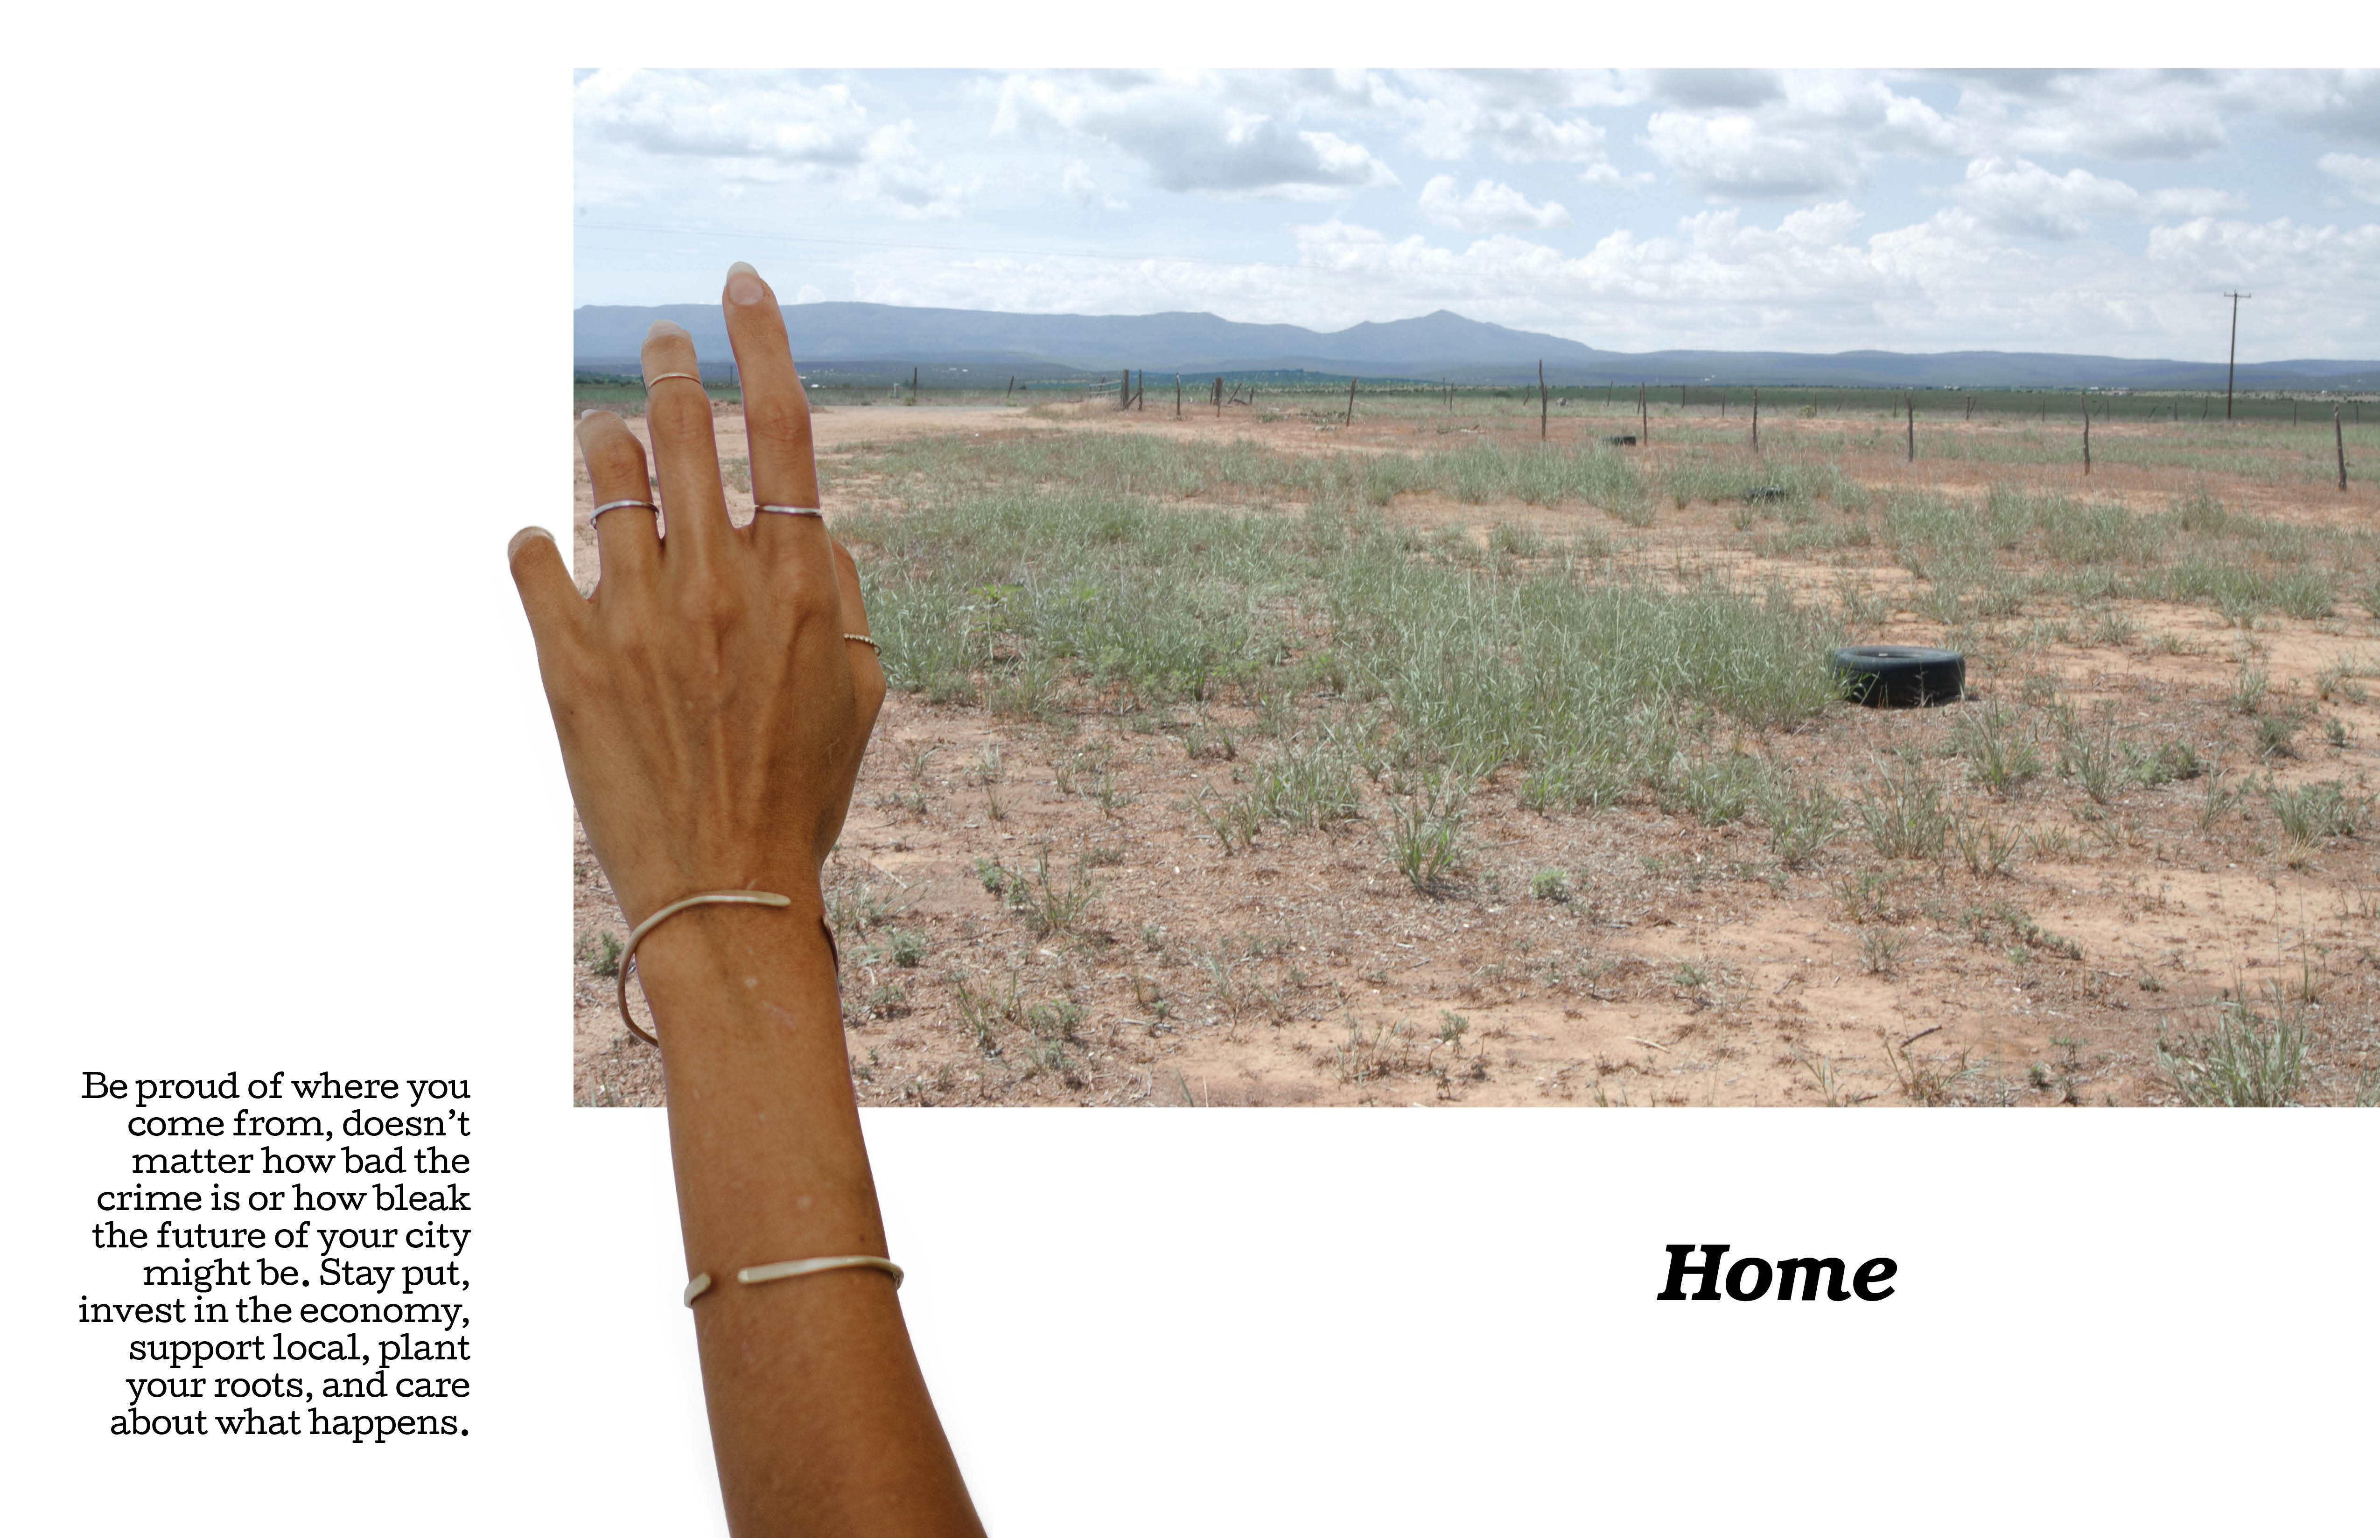 Be proud of where you
come from, doesn’t
matter how bad the
crime is or how bleak
the future of your city
might be. Stay put,
invest in the economy,
support local, plant
your roots, and care
about what happens.
Home